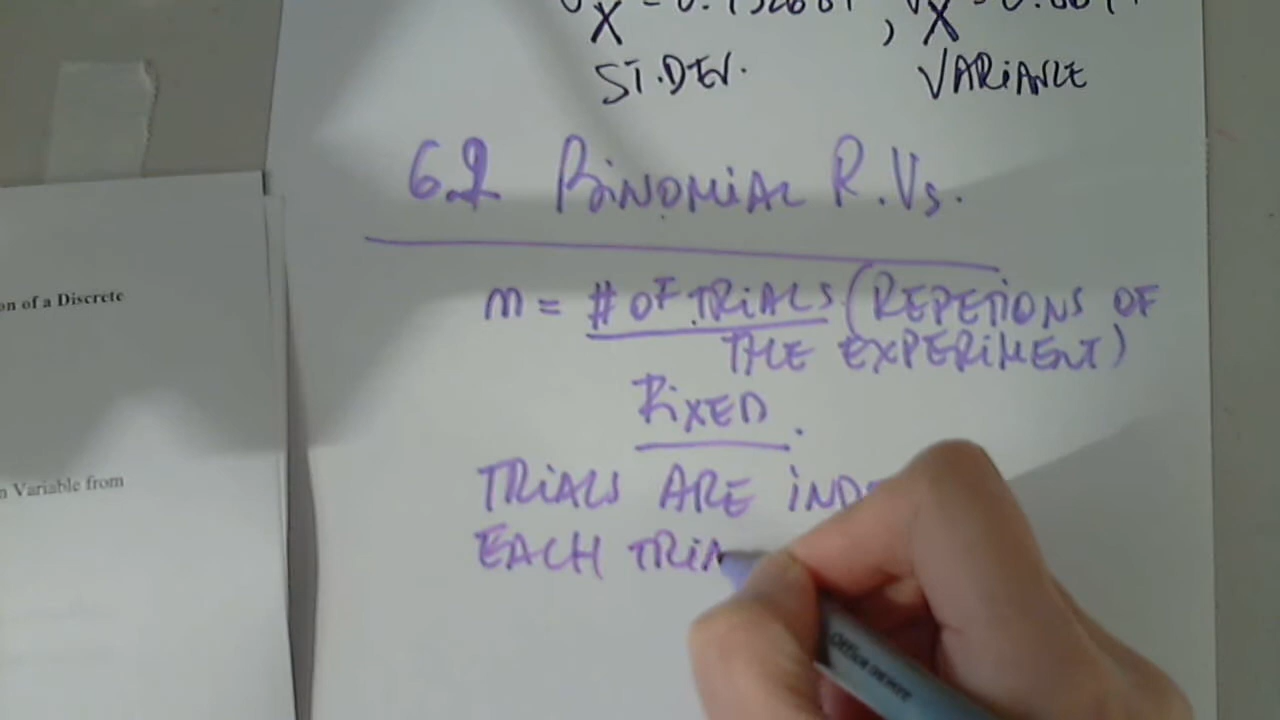 X
, X
ST.DEV.
VARIANCE
6.2 BINOMIAL R.Vs.
n = # OF TRIALS (REPETIONS OF
THE EXPERIMENT)
FIXED.
TRIALS ARE INDE
EACH TRIA
on of a Discrete
n Variable from